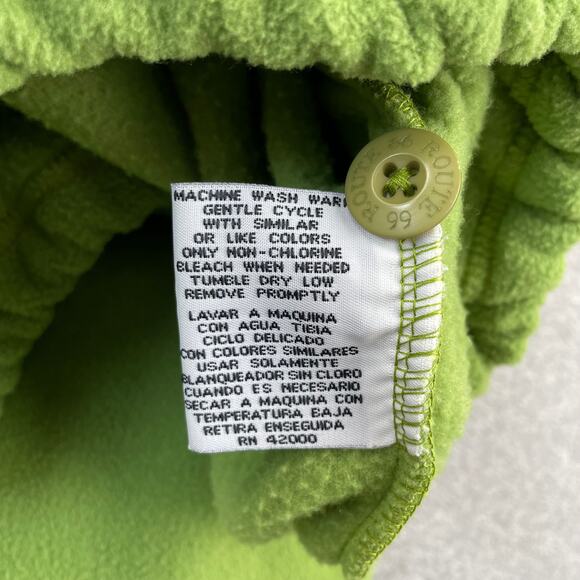 ROUTE 66 ROUTE 66
MACHINE WASH WAR
GENTLE CYCLE
WITH SIMILAR
OR LIKE COLORS
ONLY NON-CHLORINE
BLEACH WHEN NEEDED
TUMBLE DRY LOW
REMOVE PROMPTLY
LAVAR A MAQUINA
CON AGUA TIBIA
CICLO DELICADO
CON COLORES SIMILARES
USAR SOLAMENTE
BLANQUEADOR SIN CLORO
CUANDO ES NECESARIO
SECAR A MAQUINA CON
TEMPERATURA BAJA
RETIRA ENSEGUIDA
RN 42000